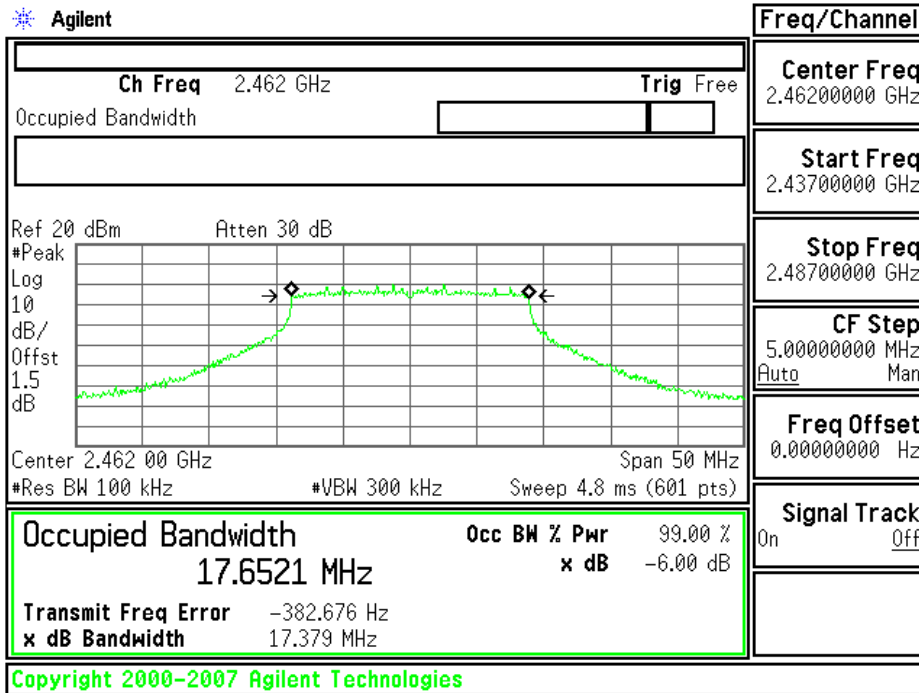 Agilent
Freq/Channel
Ch Freq 2.462 GHz Trig Free
Occupied Bandwidth
Center Freq
2.46200000 GHz
Start Freq
2.43700000 GHz
Stop Freq
2.48700000 GHz
CF Step
5.00000000 MHz
Auto Man
Freq Offset
0.00000000 Hz
Signal Track
On Off
Ref 20 dBm Atten 30 dB
#Peak
Log
10
dB/
Offst
1.5
dB
Center 2.462 00 GHz Span 50 MHz
#Res BW 100 kHz #VBW 300 kHz Sweep 4.8 ms (601 pts)
Occupied Bandwidth
17.6521 MHz
Occ BW % Pwr 99.00 %
x dB -6.00 dB
Transmit Freq Error -382.676 Hz
x dB Bandwidth 17.379 MHz
Copyright 2000-2007 Agilent Technologies